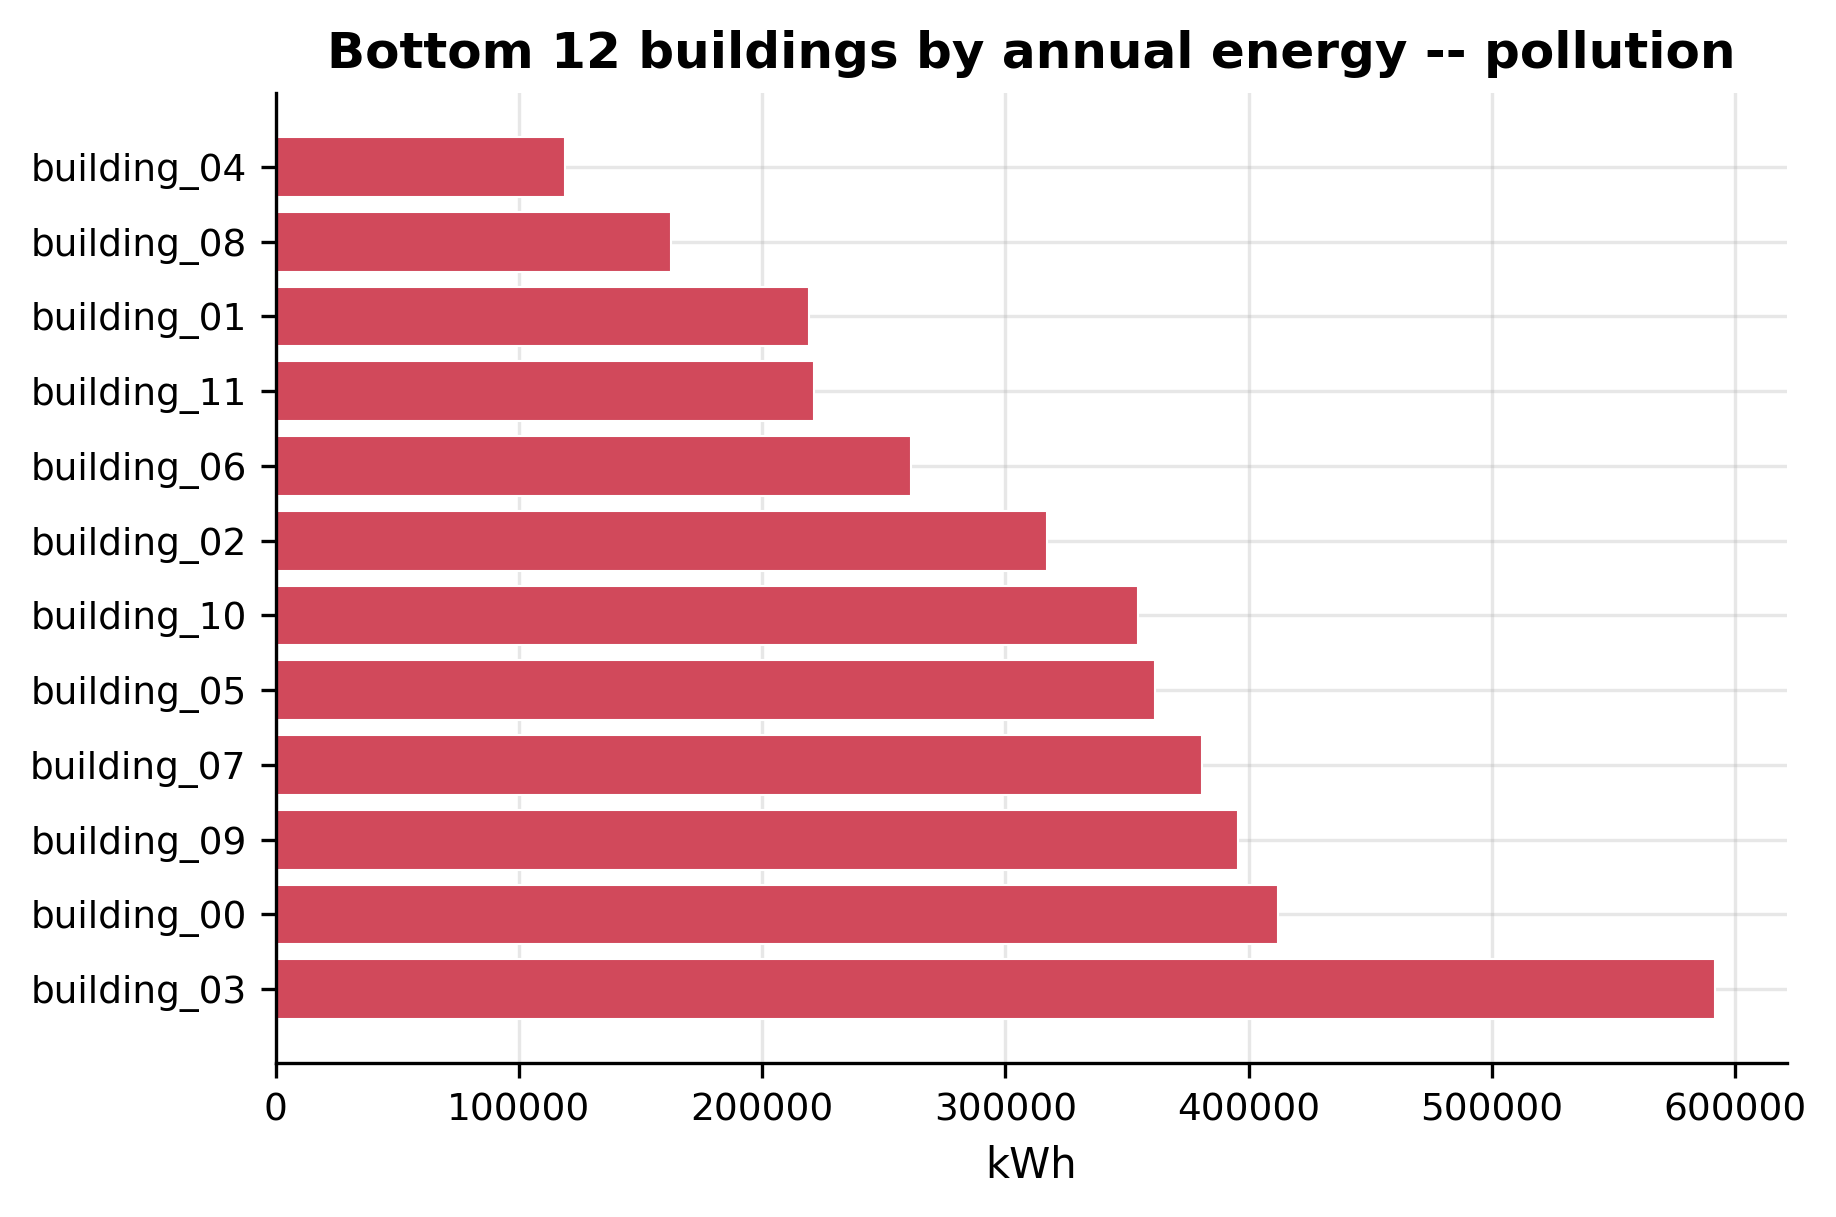 Bottom 12 buildings by annual energy -- pollution
building_04
building_08
building_01
building_11
building_06
building_02
building_10
building_05
building_07
building_09
building_00
building_03
0 100000 200000 300000 400000 500000 600000
kWh